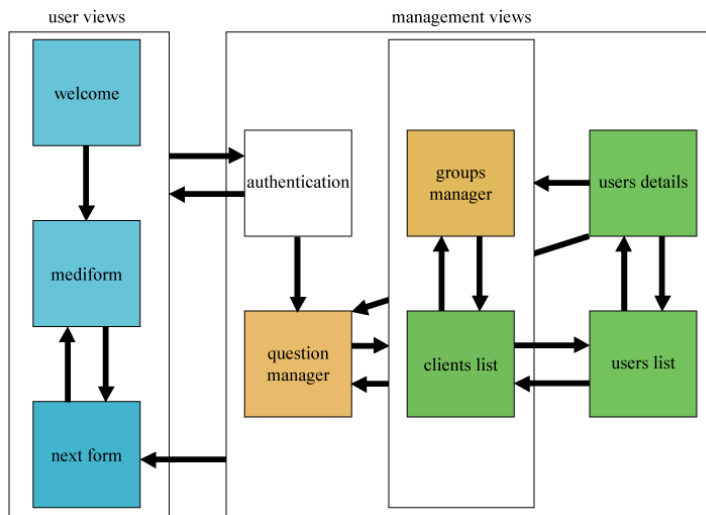 user views
management views
welcome
authentication
groups
manager
users details
mediform
question
manager
clients list
users list
next form